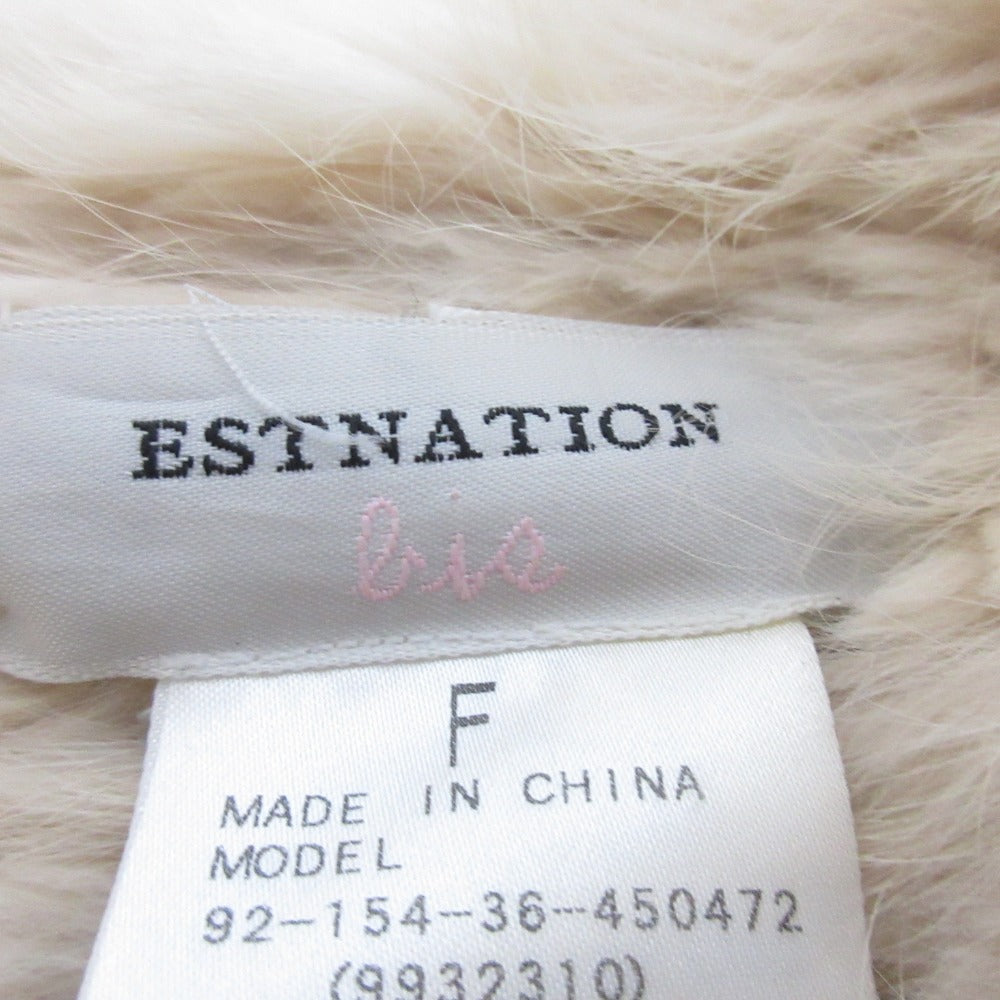 ESTNATION
bis
F
MADE IN CHINA
MODEL
92-154-36-450472
(9932310)